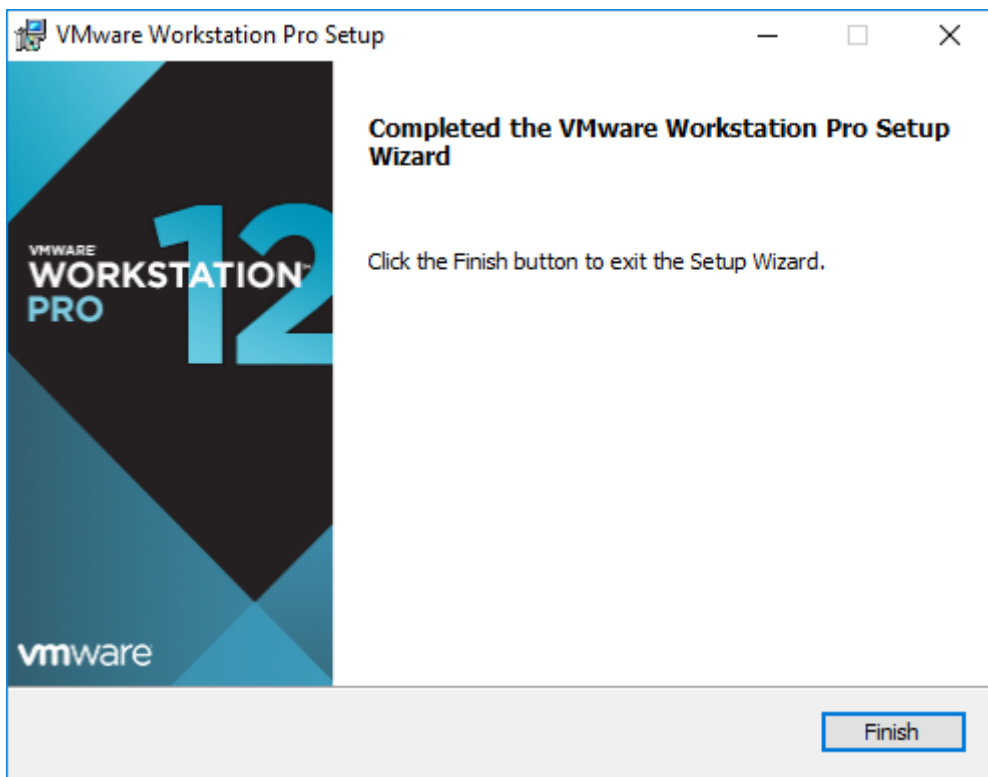 VMware Workstation Pro Setup
Completed the VMware Workstation Pro Setup
Wizard
Click the Finish button to exit the Setup Wizard.
VMWARE
WORKSTATION™
PRO
12
vmware
Finish